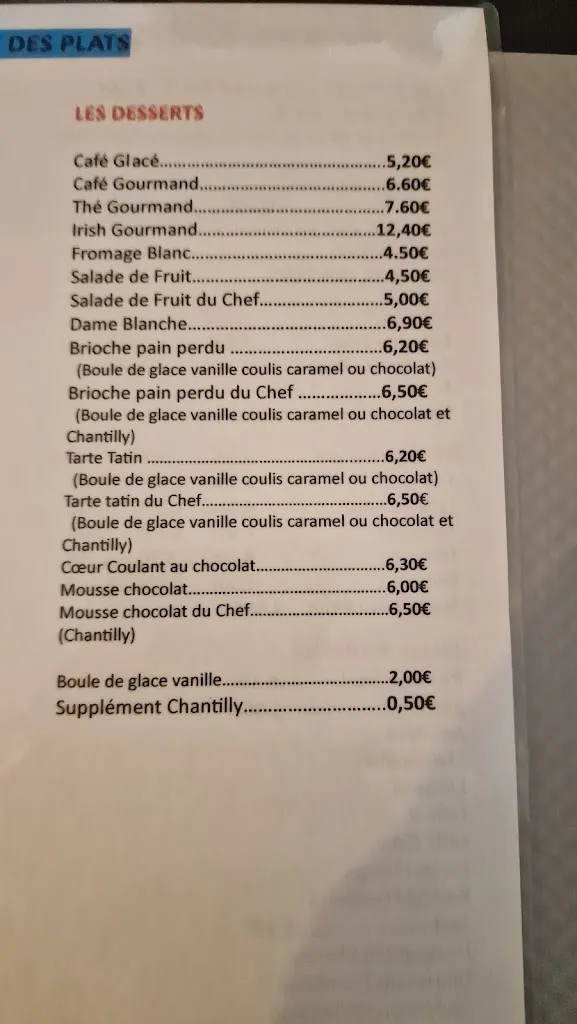 DES PLATS
LES DESSERTS
Café Glacé.....................................................5,20€
Café Gourmand............................................6.60€
Thé Gourmand.............................................7.60€
Irish Gourmand..........................................12,40€
Fromage Blanc.............................................4.50€
Salade de Fruit.............................................4,50€
Salade de Fruit du Chef.............................5,00€
Dame Blanche..............................................6,90€
Brioche pain perdu ...................................6,20€
(Boule de glace vanille coulis caramel ou chocolat)
Brioche pain perdu du Chef ...................6,50€
(Boule de glace vanille coulis caramel ou chocolat et
Chantilly)
Tarte Tatin .....................................................6,20€
(Boule de glace vanille coulis caramel ou chocolat)
Tarte tatin du Chef..........................................6,50€
(Boule de glace vanille coulis caramel ou chocolat et
Chantilly)
Cœur Coulant au chocolat.............................6,30€
Mousse chocolat.............................................6,00€
Mousse chocolat du Chef...............................6,50€
(Chantilly)
Boule de glace vanille......................................2,00€
Supplément Chantilly........................0,50€